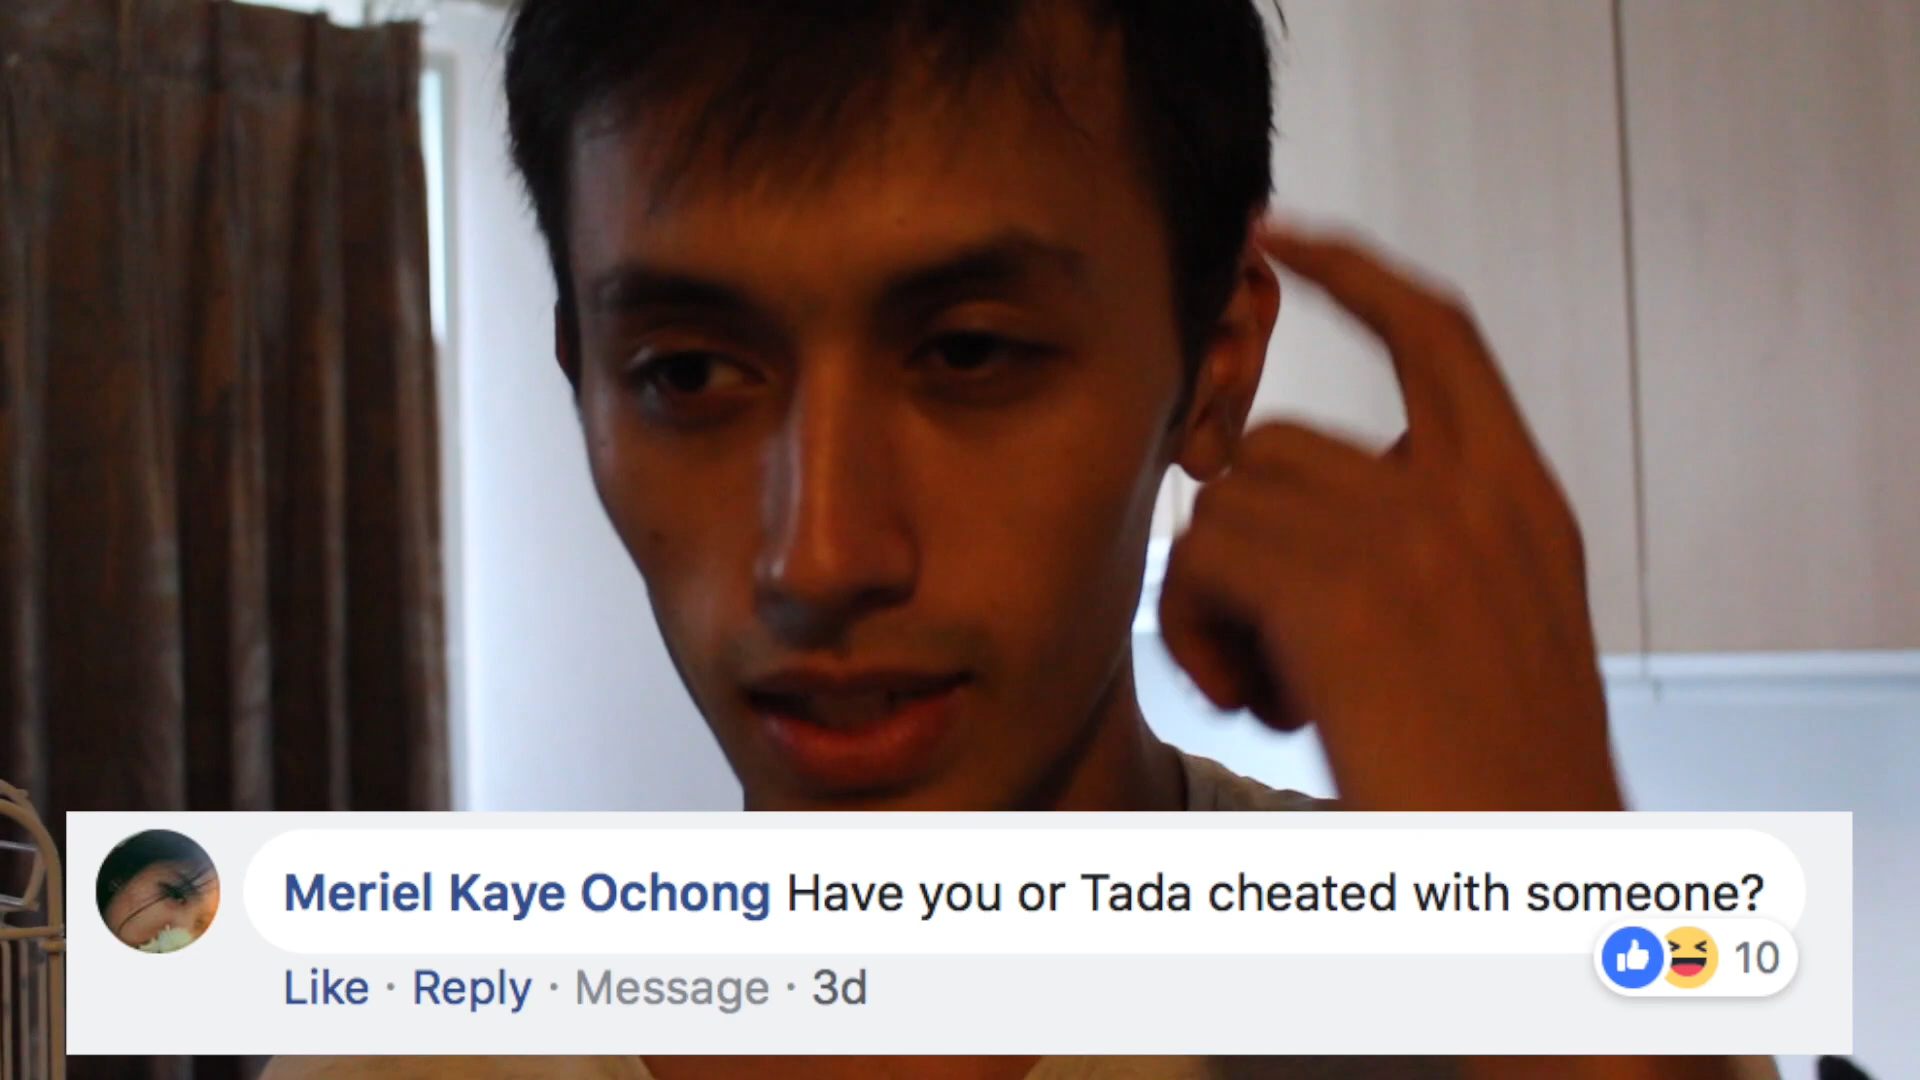 Meriel Kaye Ochong Have you or Tada cheated with someone?
10
Like · Reply · Message · 3d